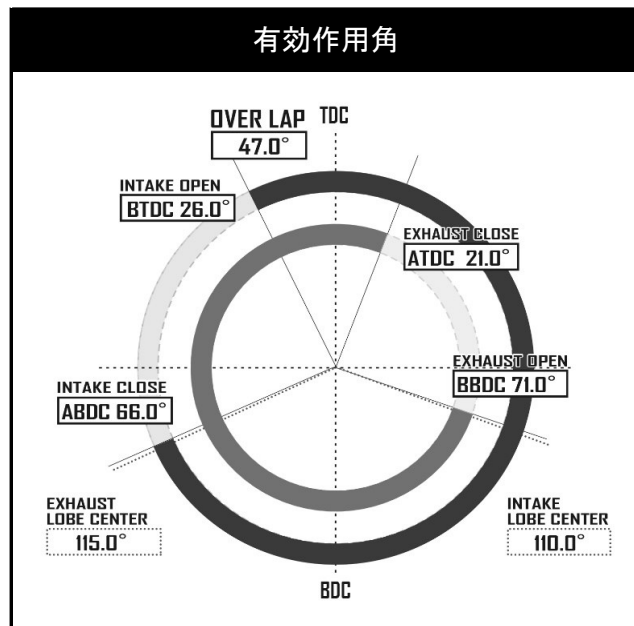 有効作用角
OVER LAP
47.0°
TDC
INTAKE OPEN
BTDC 26.0°
EXHAUST CLOSE
ATDC 21.0°
EXHAUST OPEN
BBDC 71.0°
INTAKE CLOSE
ABDC 66.0°
EXHAUST
LOBE CENTER
115.0°
INTAKE
LOBE CENTER
110.0°
BDC